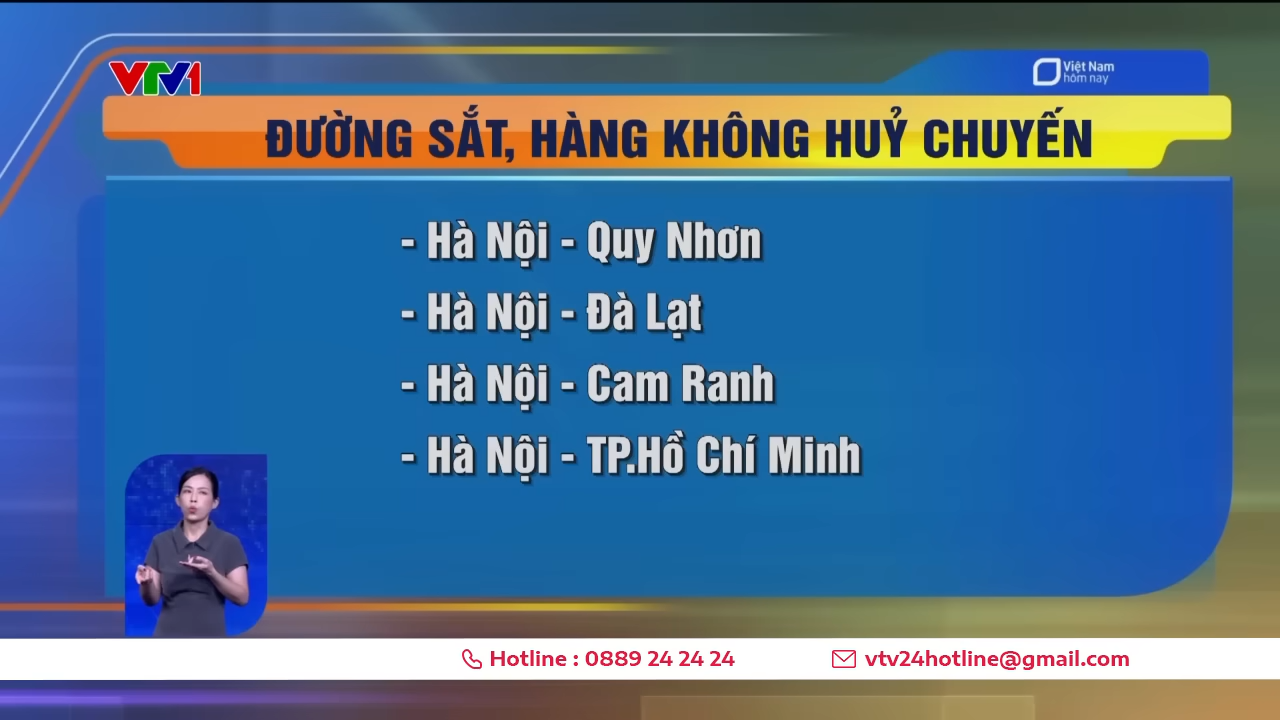 VTV1
Việt Nam
hôm nay
ĐƯỜNG SẮT, HÀNG KHÔNG HUỶ CHUYẾN
- Hà Nội - Quy Nhơn
- Hà Nội - Đà Lạt
- Hà Nội - Cam Ranh
- Hà Nội - TP.Hồ Chí Minh
Hotline : 0889 24 24 24
vtv24hotline@gmail.com